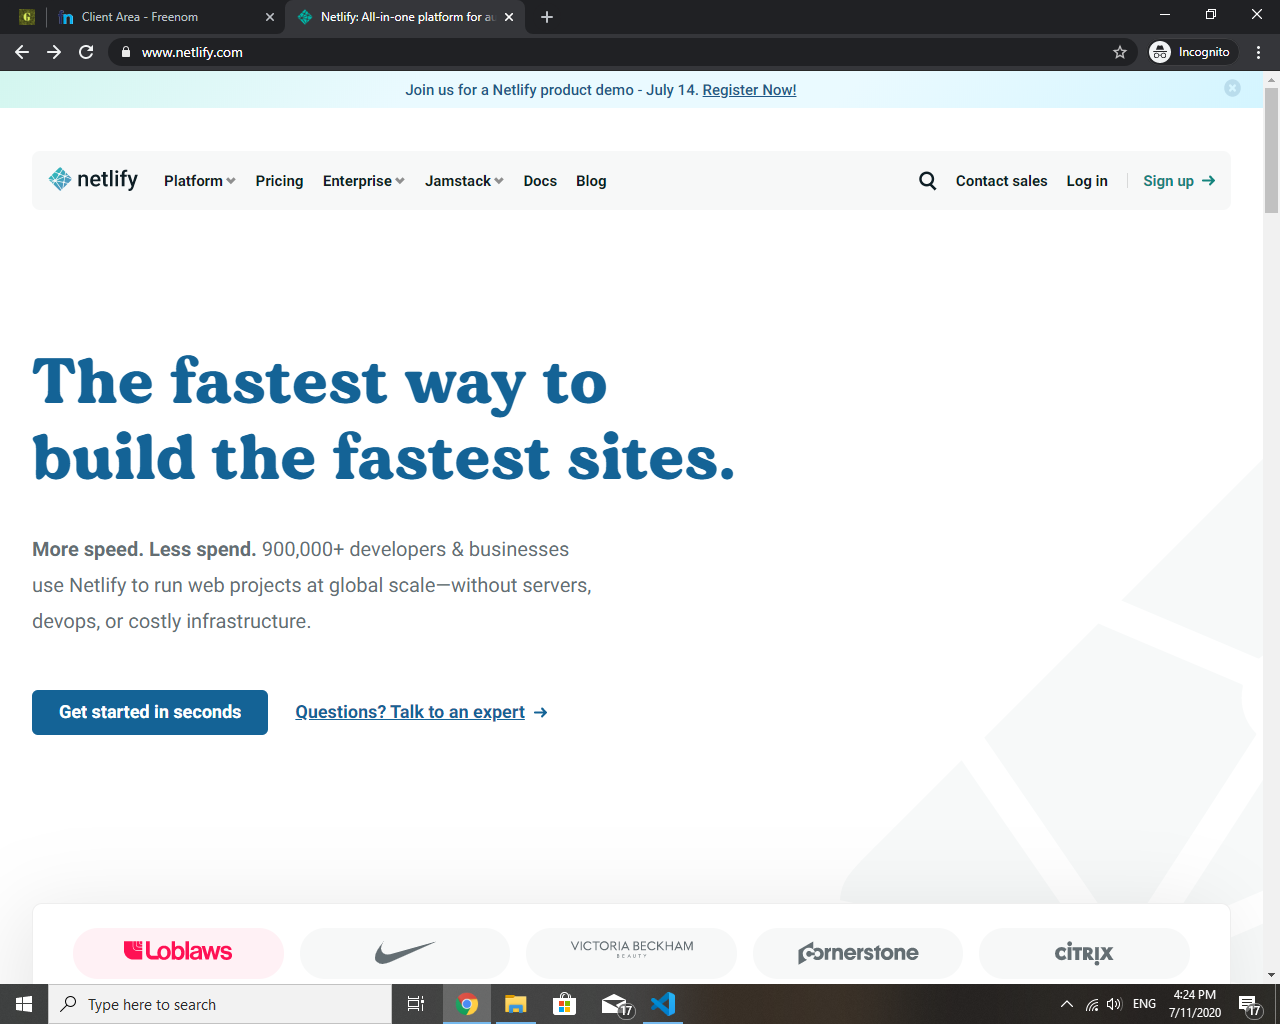 G
Client Area - Freenom
Netlify: All-in-one platform for au
www.netlify.com
Incognito
Join us for a Netlify product demo - July 14. Register Now!
netlify
Platform
Pricing
Enterprise
Jamstack
Docs
Blog
Contact sales
Log in
Sign up
The fastest way to
build the fastest sites.
More speed. Less spend. 900,000+ developers & businesses
use Netlify to run web projects at global scale—without servers,
devops, or costly infrastructure.
Get started in seconds
Questions? Talk to an expert
Loblaws
VICTORIA BECKHAM
BEAUTY
cornerstone
citrix
Type here to search
17
ENG
4:24 PM
7/11/2020
17